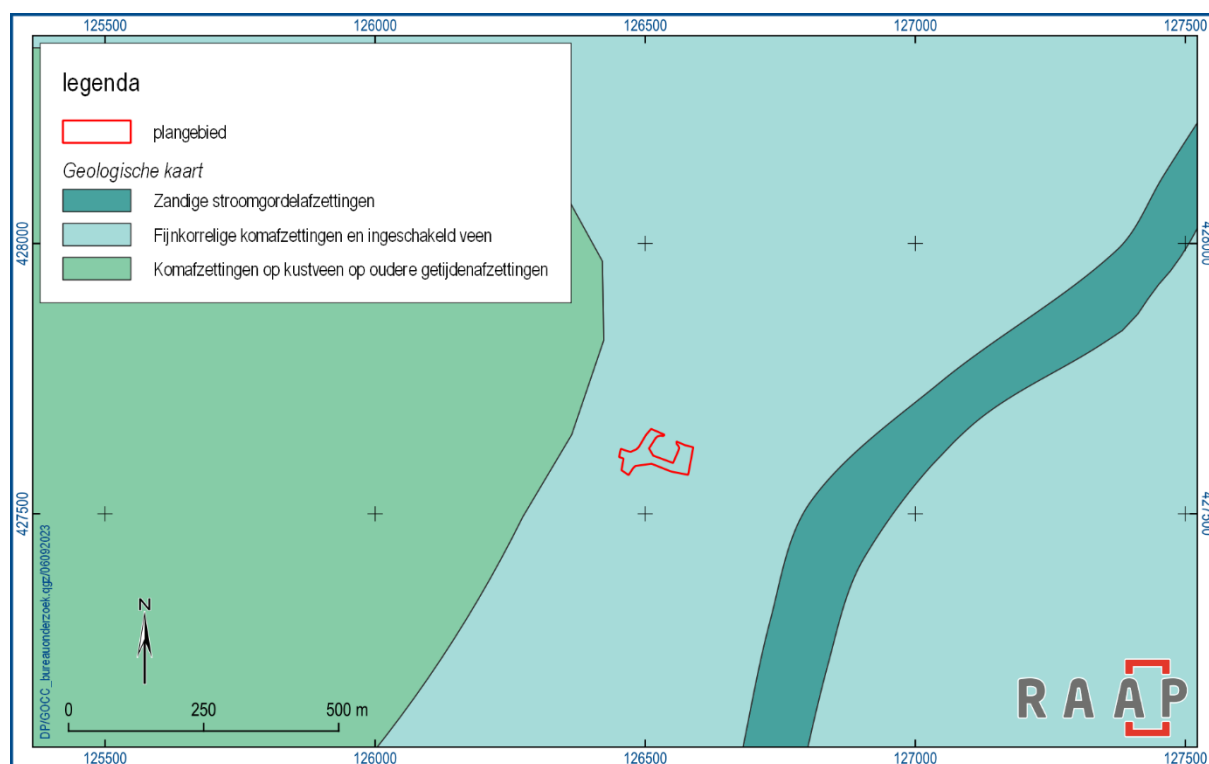 125500 126000 126500 127000 127500
legenda
plangebied
Geologische kaart
Zandige stroomgordelafzettingen
Fijnkorrelige komafzettingen en ingeschakeld veen
Komafzettingen op kustveen op oudere getijdenafzettingen
428000
428000
427500
427500
DP/GOCC_bureauonderzoek.qgz/06092023
N
0 250 500 m
RAAP
125500 126000 126500 127000 127500